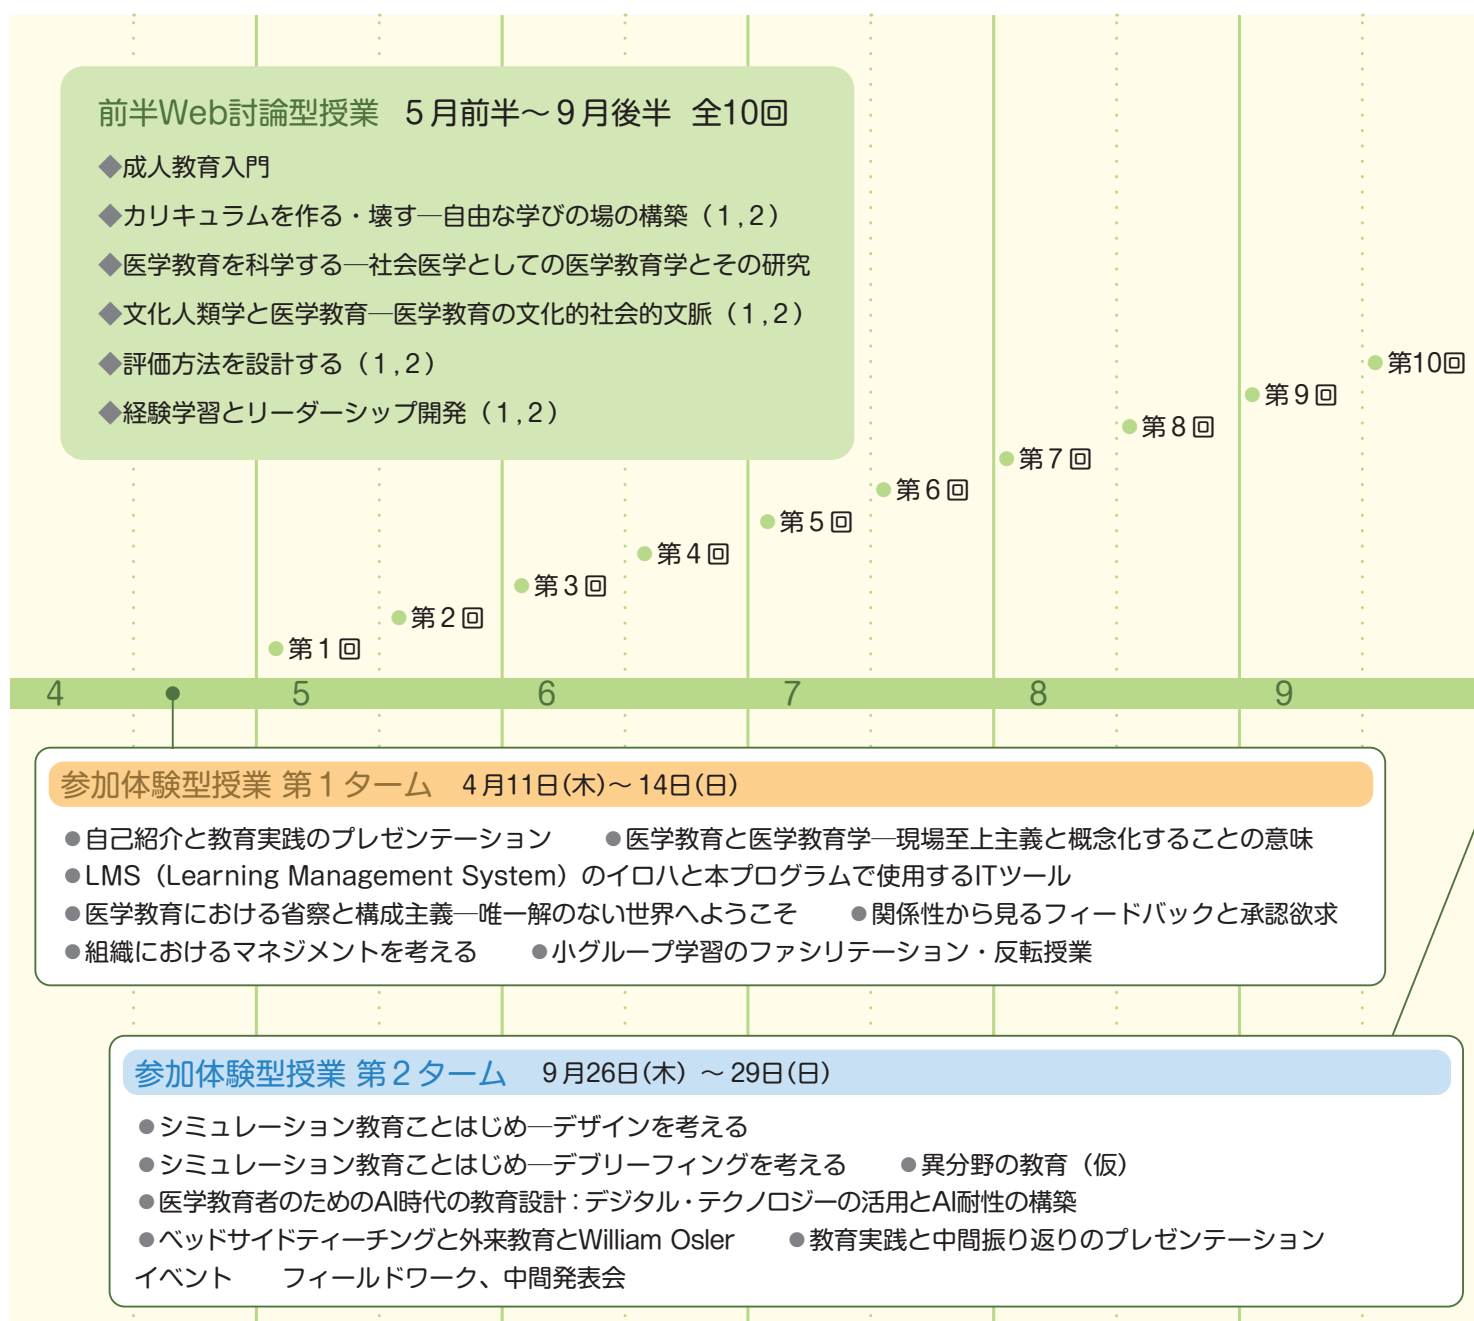 前半Web討論型授業 5月前半～9月後半 全10回
◆成人教育入門
◆カリキュラムを作る・壊す―自由な学びの場の構築（1,2）
◆医学教育を科学する―社会医学としての医学教育学とその研究
◆文化人類学と医学教育―医学教育の文化的社会的文脈（1,2）
◆評価方法を設計する（1,2）
◆経験学習とリーダーシップ開発（1,2）
●第10回
●第9回
●第8回
●第7回
●第6回
●第5回
●第4回
●第3回
●第2回
●第1回
4 5 6 7 8 9
参加体験型授業 第1ターム 4月11日(木)～14日(日)
●自己紹介と教育実践のプレゼンテーション ●医学教育と医学教育学―現場至上主義と概念化することの意味
●LMS（Learning Management System）のイロハと本プログラムで使用するITツール
●医学教育における省察と構成主義―唯一解のない世界へようこそ ●関係性から見るフィードバックと承認欲求
●組織におけるマネジメントを考える ●小グループ学習のファシリテーション・反転授業
参加体験型授業 第2ターム 9月26日(木) ～29日(日)
●シミュレーション教育ことはじめ―デザインを考える
●シミュレーション教育ことはじめ―デブリーフィングを考える ●異分野の教育（仮）
●医学教育者のためのAI時代の教育設計：デジタル・テクノロジーの活用とAI耐性の構築
●ベッドサイドティーチングと外来教育とWilliam Osler ●教育実践と中間振り返りのプレゼンテーション
イベント フィールドワーク、中間発表会